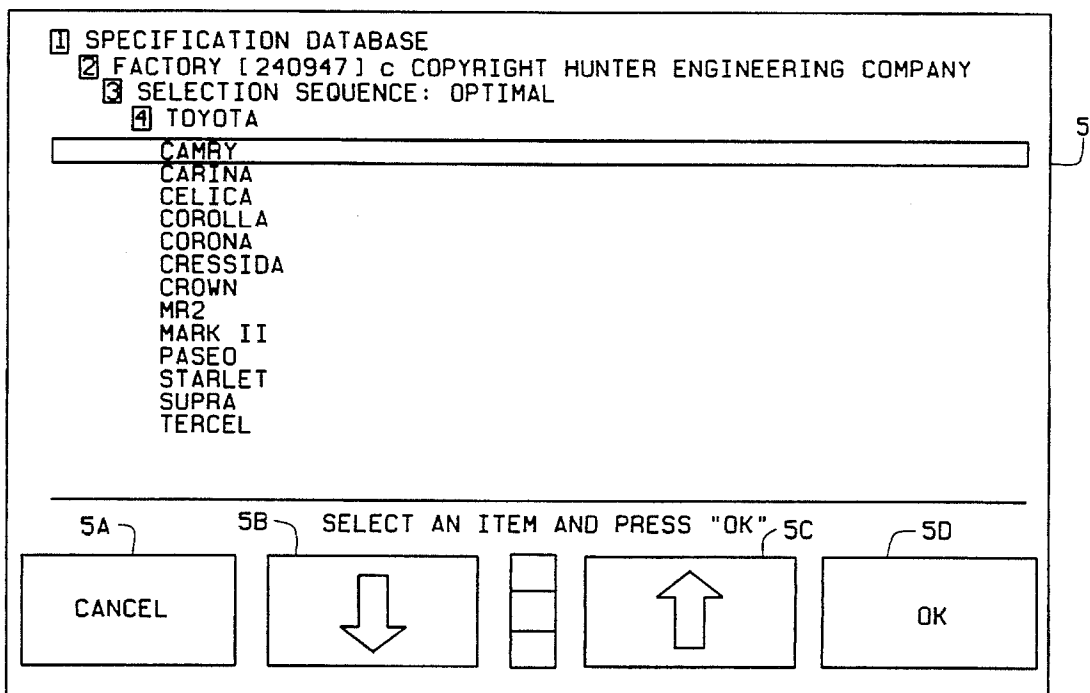 1 SPECIFICATION DATABASE
2 FACTORY [240947] c COPYRIGHT HUNTER ENGINEERING COMPANY
3 SELECTION SEQUENCE: OPTIMAL
4 TOYOTA
5
CAMRY
CARINA
CELICA
COROLLA
CORONA
CRESSIDA
CROWN
MR2
MARK II
PASEO
STARLET
SUPRA
TERCEL
5A 5B SELECT AN ITEM AND PRESS "OK" 5C 5D
CANCEL OK